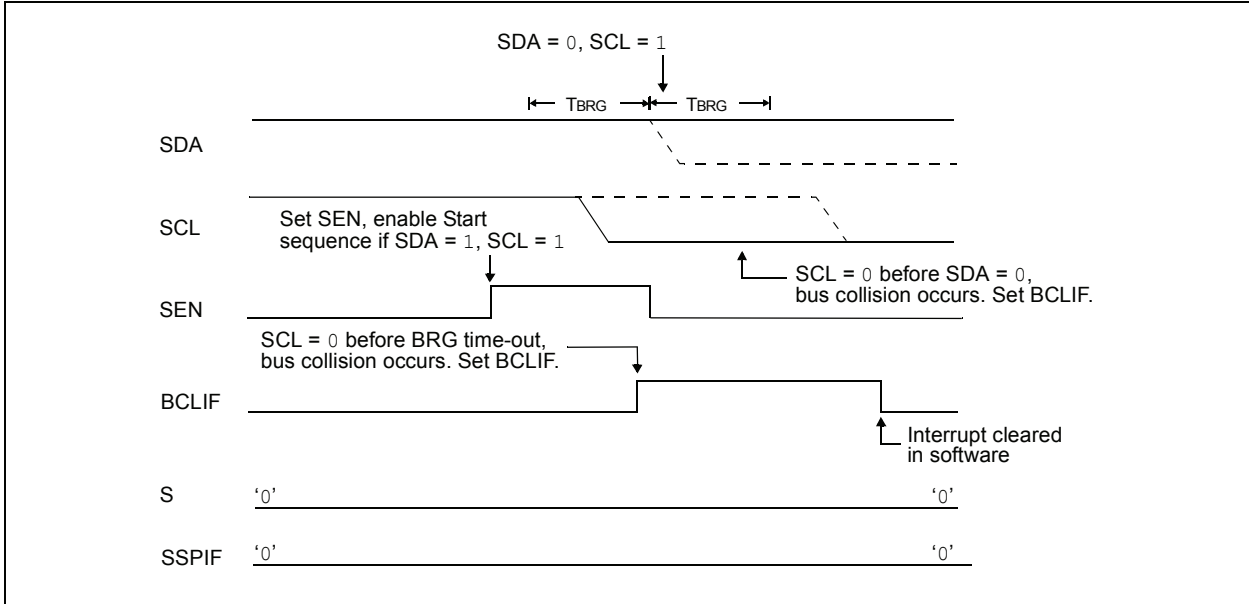 SDA = 0, SCL = 1
TBRG TBRG
SDA
SCL
Set SEN, enable Start
sequence if SDA = 1, SCL = 1
SCL = 0 before SDA = 0,
bus collision occurs. Set BCLIF.
SEN
SCL = 0 before BRG time-out,
bus collision occurs. Set BCLIF.
BCLIF
Interrupt cleared
in software
S ‘0’ ‘0’
SSPIF ‘0’ ‘0’